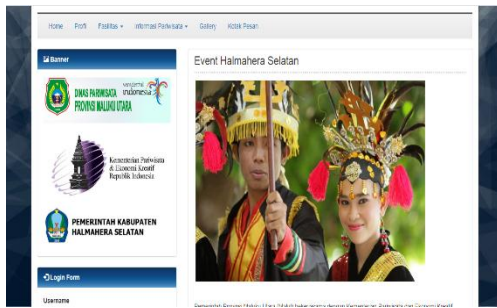 Home Profil Fasilitas Informasi Pariwisata Gallery Kotak Pesan
Banner
DINAS PARIWISATA
PROVINSI MALUKU UTARA
Kementerian Pariwisata
& Ekonomi Kreatif
Republik Indonesia
PEMERINTAH KABUPATEN
HALMAHERA SELATAN
Login Form
Username
Event Halmahera Selatan